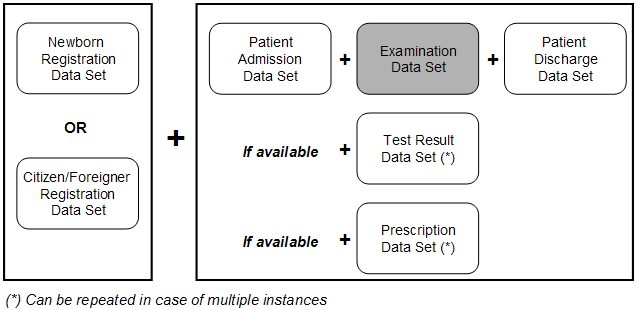 Newborn
Registration
Data Set
OR
Citizen/Foreigner
Registration
Data Set
+
Patient
Admission
Data Set
+
Examination
Data Set
+
Patient
Discharge
Data Set
If available
+
Test Result
Data Set (*)
If available
+
Prescription
Data Set (*)
(*) Can be repeated in case of multiple instances